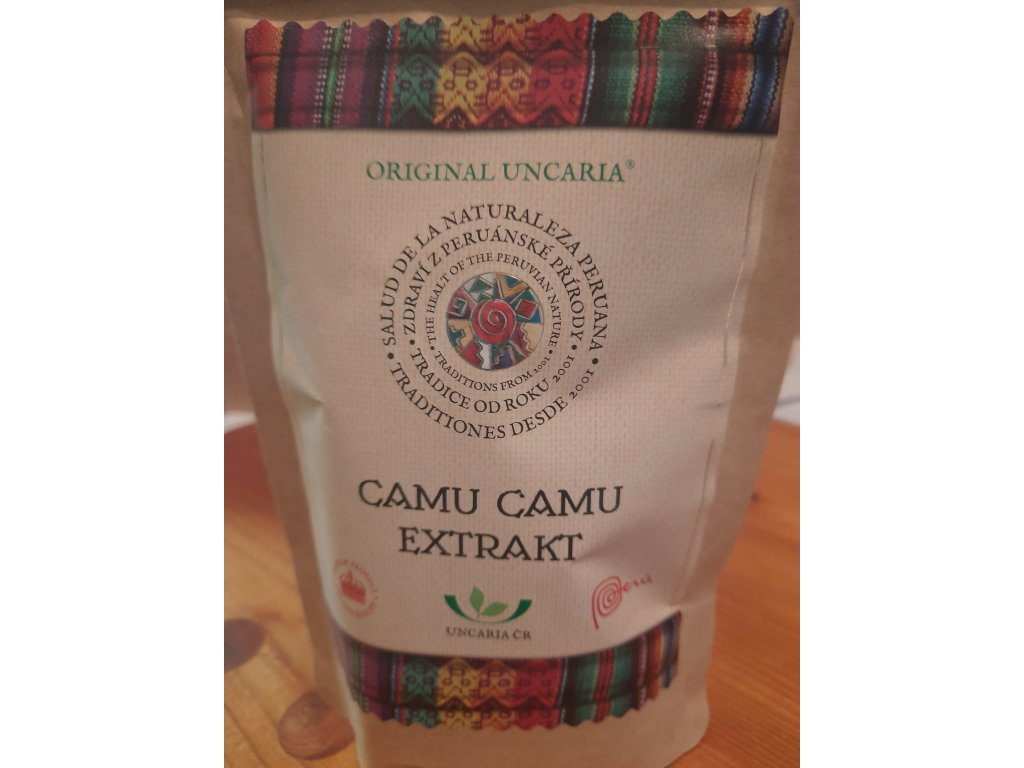 ORIGINAL UNCARIA®
• SALUD DE LA NATURALEZA PERUANA •
TRADITIONES DESDE 2001
• ZDRAVÍ Z PERUÁNSKÉ PŘÍRODY •
TRADICE OD ROKU 2001
• THE HEALT OF THE PERUVIAN NATURE •
TRADITIONS FROM 2001
CAMU CAMU
EXTRAKT
Perú
UNCARIA ČR